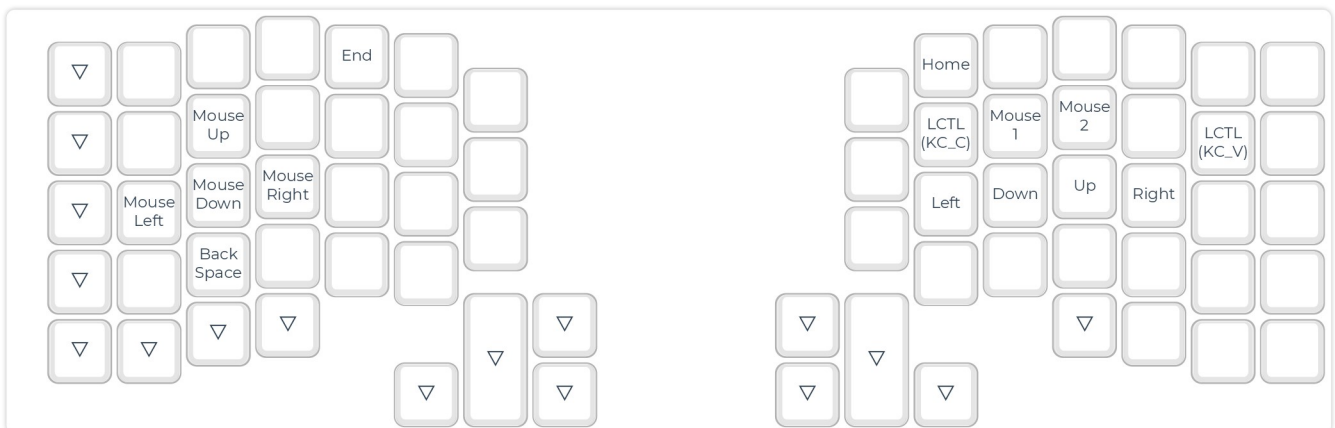 End
Home
Mouse
Up
LCTL
(KC_C)
Mouse
1
Mouse
2
LCTL
(KC_V)
Mouse
Left
Mouse
Down
Mouse
Right
Left
Down
Up
Right
Back
Space